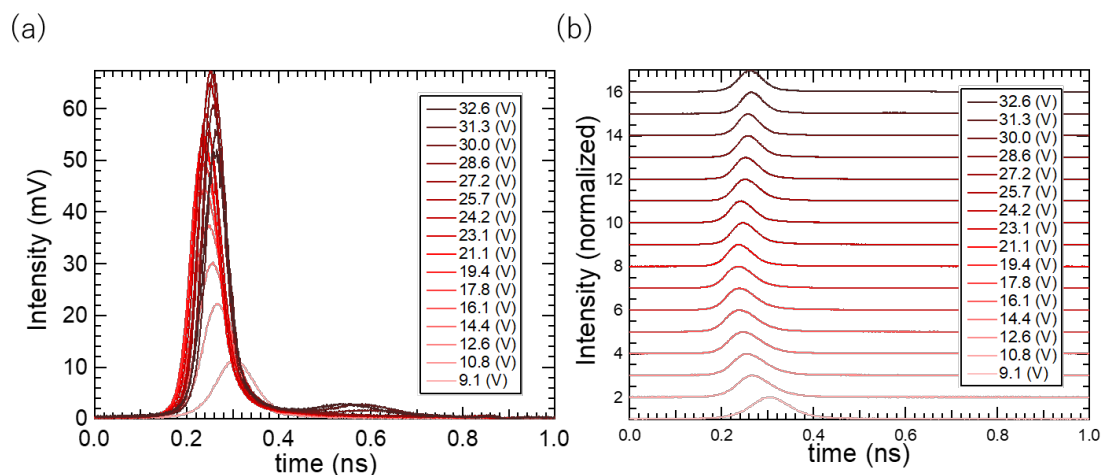 (a)
(b)
Intensity (mV)
60
50
40
30
20
10
0
0.0 0.2 0.4 0.6 0.8 1.0
time (ns)
32.6 (V)
31.3 (V)
30.0 (V)
28.6 (V)
27.2 (V)
25.7 (V)
24.2 (V)
23.1 (V)
21.1 (V)
19.4 (V)
17.8 (V)
16.1 (V)
14.4 (V)
12.6 (V)
10.8 (V)
9.1 (V)
Intensity (normalized)
16
14
12
10
8
6
4
2
0.0 0.2 0.4 0.6 0.8 1.0
time (ns)
32.6 (V)
31.3 (V)
30.0 (V)
28.6 (V)
27.2 (V)
25.7 (V)
24.2 (V)
23.1 (V)
21.1 (V)
19.4 (V)
17.8 (V)
16.1 (V)
14.4 (V)
12.6 (V)
10.8 (V)
9.1 (V)